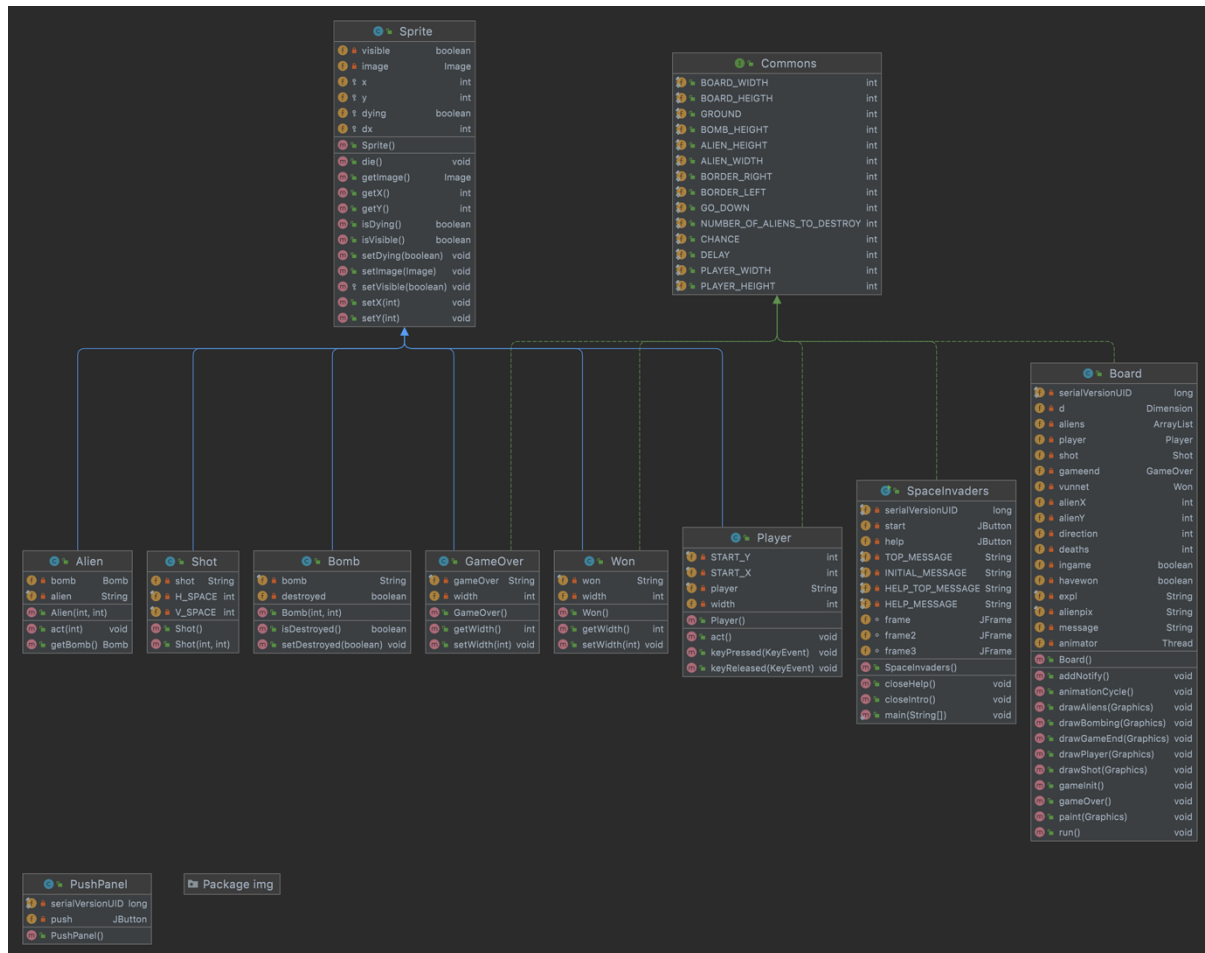 Sprite
visible boolean
image Image
x int
y int
dying boolean
dx int
Sprite()
die() void
getImage() Image
getX() int
getY() int
isDying() boolean
isVisible() boolean
setDying(boolean) void
setImage(Image) void
setVisible(boolean) void
setX(int) void
setY(int) void
Commons
BOARD_WIDTH int
BOARD_HEIGTH int
GROUND int
BOMB_HEIGHT int
ALIEN_HEIGHT int
ALIEN_WIDTH int
BORDER_RIGHT int
BORDER_LEFT int
GO_DOWN int
NUMBER_OF_ALIENS_TO_DESTROY int
CHANCE int
DELAY int
PLAYER_WIDTH int
PLAYER_HEIGHT int
Alien
bomb Bomb
alien String
Alien(int, int)
act(int) void
getBomb() Bomb
Shot
shot String
H_SPACE int
V_SPACE int
Shot()
Shot(int, int)
Bomb
bomb String
destroyed boolean
Bomb(int, int)
isDestroyed() boolean
setDestroyed(boolean) void
GameOver
gameOver String
width int
GameOver()
getWidth() int
setWidth(int) void
Won
won String
width int
Won()
getWidth() int
setWidth(int) void
Player
START_Y int
START_X int
player String
width int
Player()
act() void
keyPressed(KeyEvent) void
keyReleased(KeyEvent) void
SpaceInvaders
serialVersionUID long
start JButton
help JButton
TOP_MESSAGE String
INITIAL_MESSAGE String
HELP_TOP_MESSAGE String
HELP_MESSAGE String
frame JFrame
frame2 JFrame
frame3 JFrame
SpaceInvaders()
closeHelp() void
closeIntro() void
main(String[]) void
Board
serialVersionUID long
d Dimension
aliens ArrayList
player Player
shot Shot
gameend GameOver
vunnet Won
alienX int
alienY int
direction int
deaths int
ingame boolean
havewon boolean
expl String
alienpix String
message String
animator Thread
Board()
addNotify() void
animationCycle() void
drawAliens(Graphics) void
drawBombing(Graphics) void
drawGameEnd(Graphics) void
drawPlayer(Graphics) void
drawShot(Graphics) void
gameInit() void
gameOver() void
paint(Graphics) void
run() void
PushPanel
serialVersionUID long
push JButton
PushPanel()
Package img